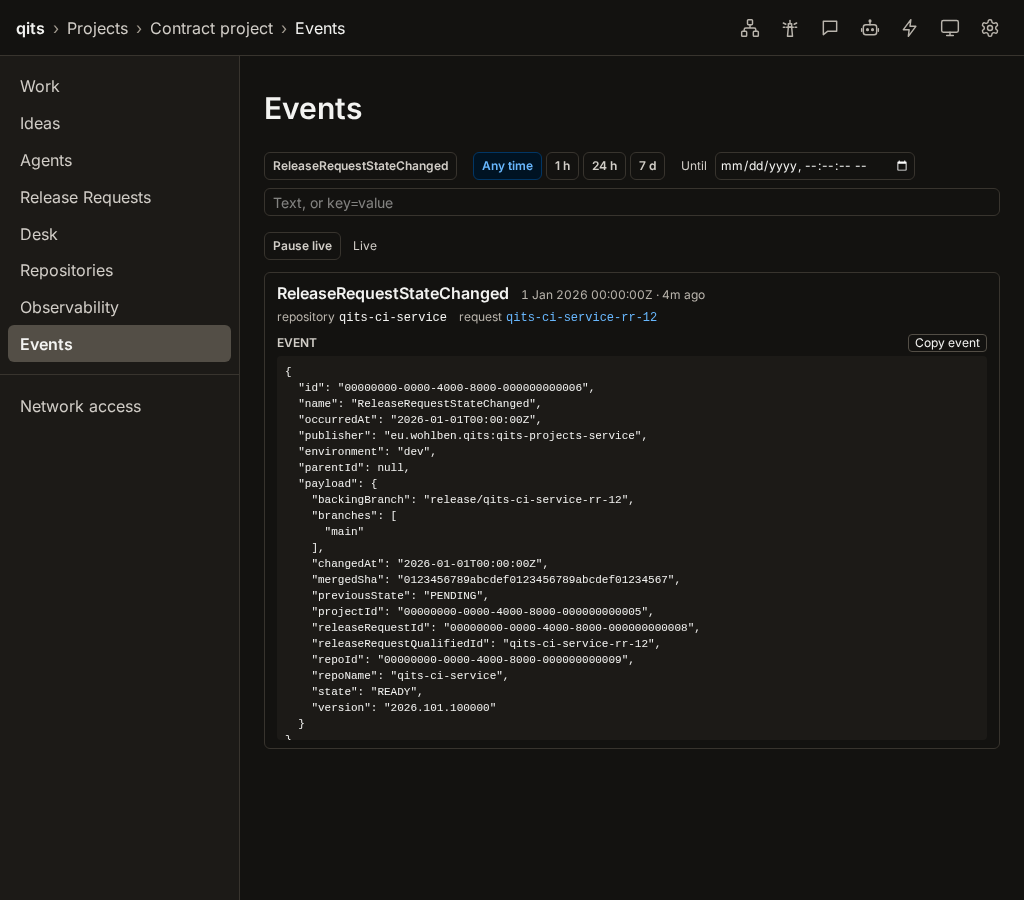 qits › Projects › Contract project › Events
Work
Ideas
Agents
Release Requests
Desk
Repositories
Observability
Events
Network access
Events
ReleaseRequestStateChanged Any time 1 h 24 h 7 d Until mm/dd/yyyy, --:--:-- --
Text, or key=value
Pause live Live
ReleaseRequestStateChanged 1 Jan 2026 00:00:00Z · 4m ago
repository qits-ci-service request qits-ci-service-rr-12
EVENT Copy event
{
  "id": "00000000-0000-4000-8000-000000000006",
  "name": "ReleaseRequestStateChanged",
  "occurredAt": "2026-01-01T00:00:00Z",
  "publisher": "eu.wohlben.qits:qits-projects-service",
  "environment": "dev",
  "parentId": null,
  "payload": {
    "backingBranch": "release/qits-ci-service-rr-12",
    "branches": [
      "main"
    ],
    "changedAt": "2026-01-01T00:00:00Z",
    "mergedSha": "0123456789abcdef0123456789abcdef01234567",
    "previousState": "PENDING",
    "projectId": "00000000-0000-4000-8000-000000000005",
    "releaseRequestId": "00000000-0000-4000-8000-000000000008",
    "releaseRequestQualifiedId": "qits-ci-service-rr-12",
    "repoId": "00000000-0000-4000-8000-000000000009",
    "repoName": "qits-ci-service",
    "state": "READY",
    "version": "2026.101.100000"
  }
}